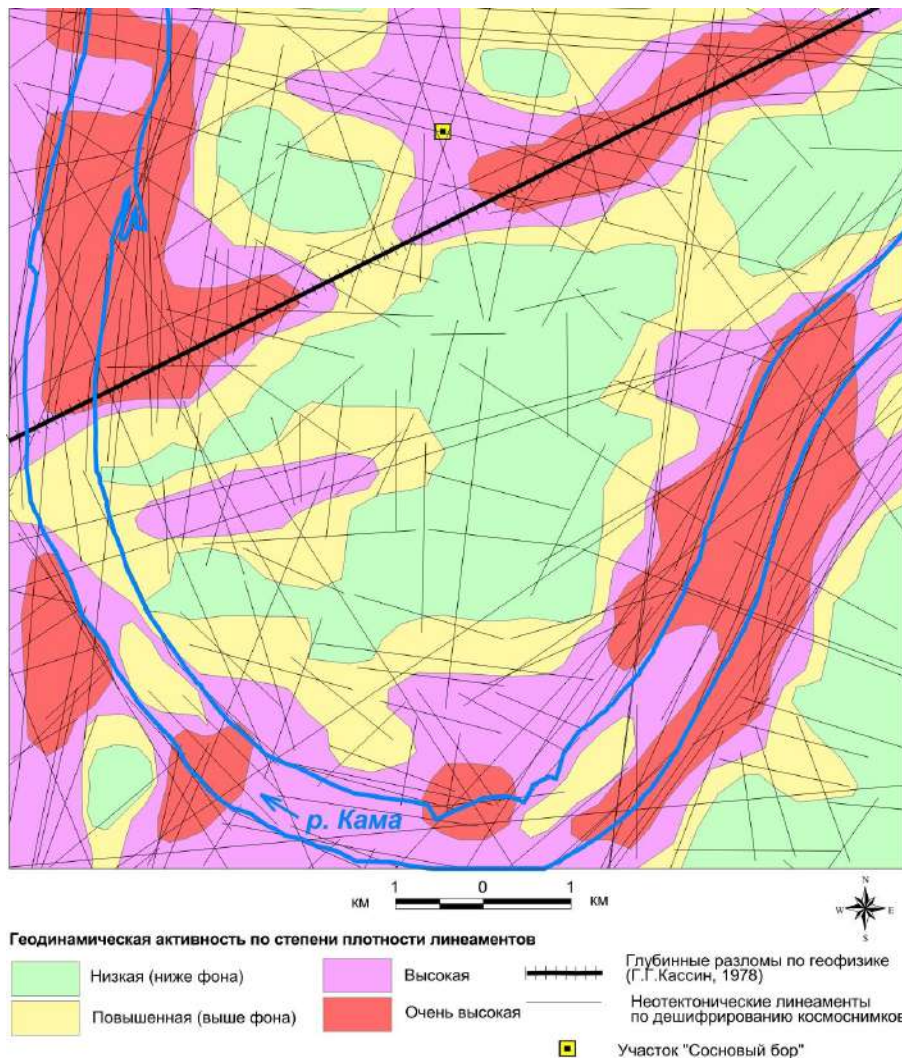 р. Кама
1 0 1
км км
N
W E
S
Геодинамическая активность по степени плотности линеаментов
Низкая (ниже фона)
Повышенная (выше фона)
Высокая
Очень высокая
Глубинные разломы по геофизике
(Г.Г.Кассин, 1978)
Неотектонические линеаменты
по дешифрированию космоснимков
Участок "Сосновый бор"